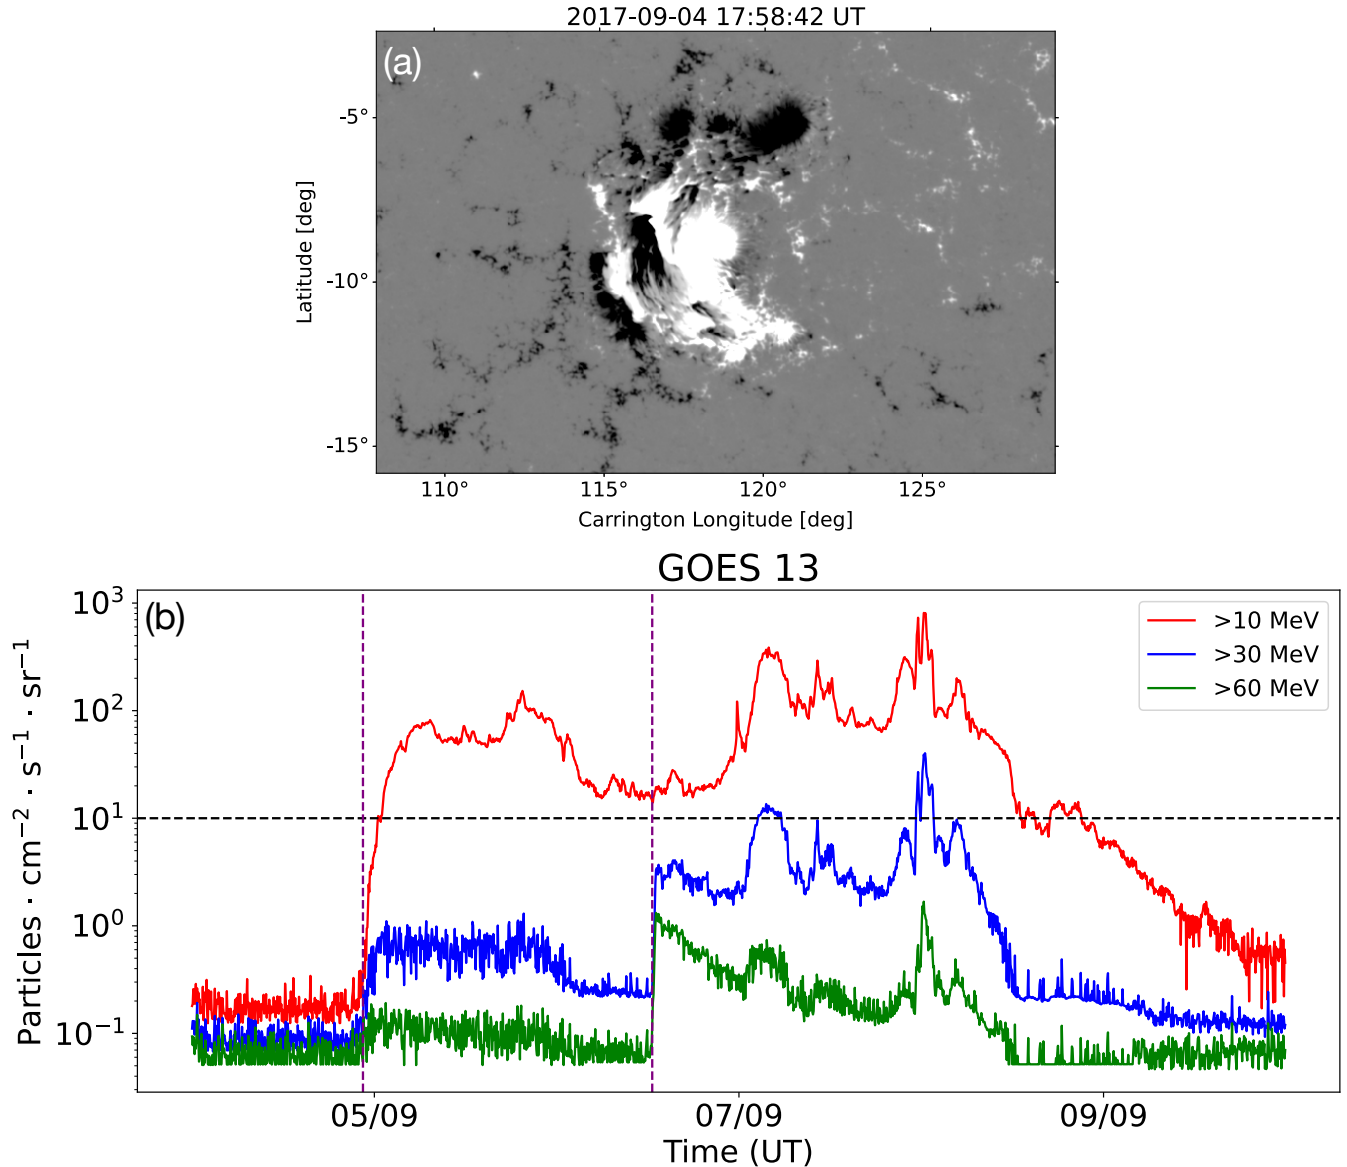 2017-09-04 17:58:42 UT
(a)
-5°
-10°
-15°
Latitude [deg]
110° 115° 120° 125°
Carrington Longitude [deg]
GOES 13
(b)
10³
10²
10¹
10⁰
10⁻¹
Particles · cm⁻² · s⁻¹ · sr⁻¹
>10 MeV
>30 MeV
>60 MeV
05/09 07/09 09/09
Time (UT)